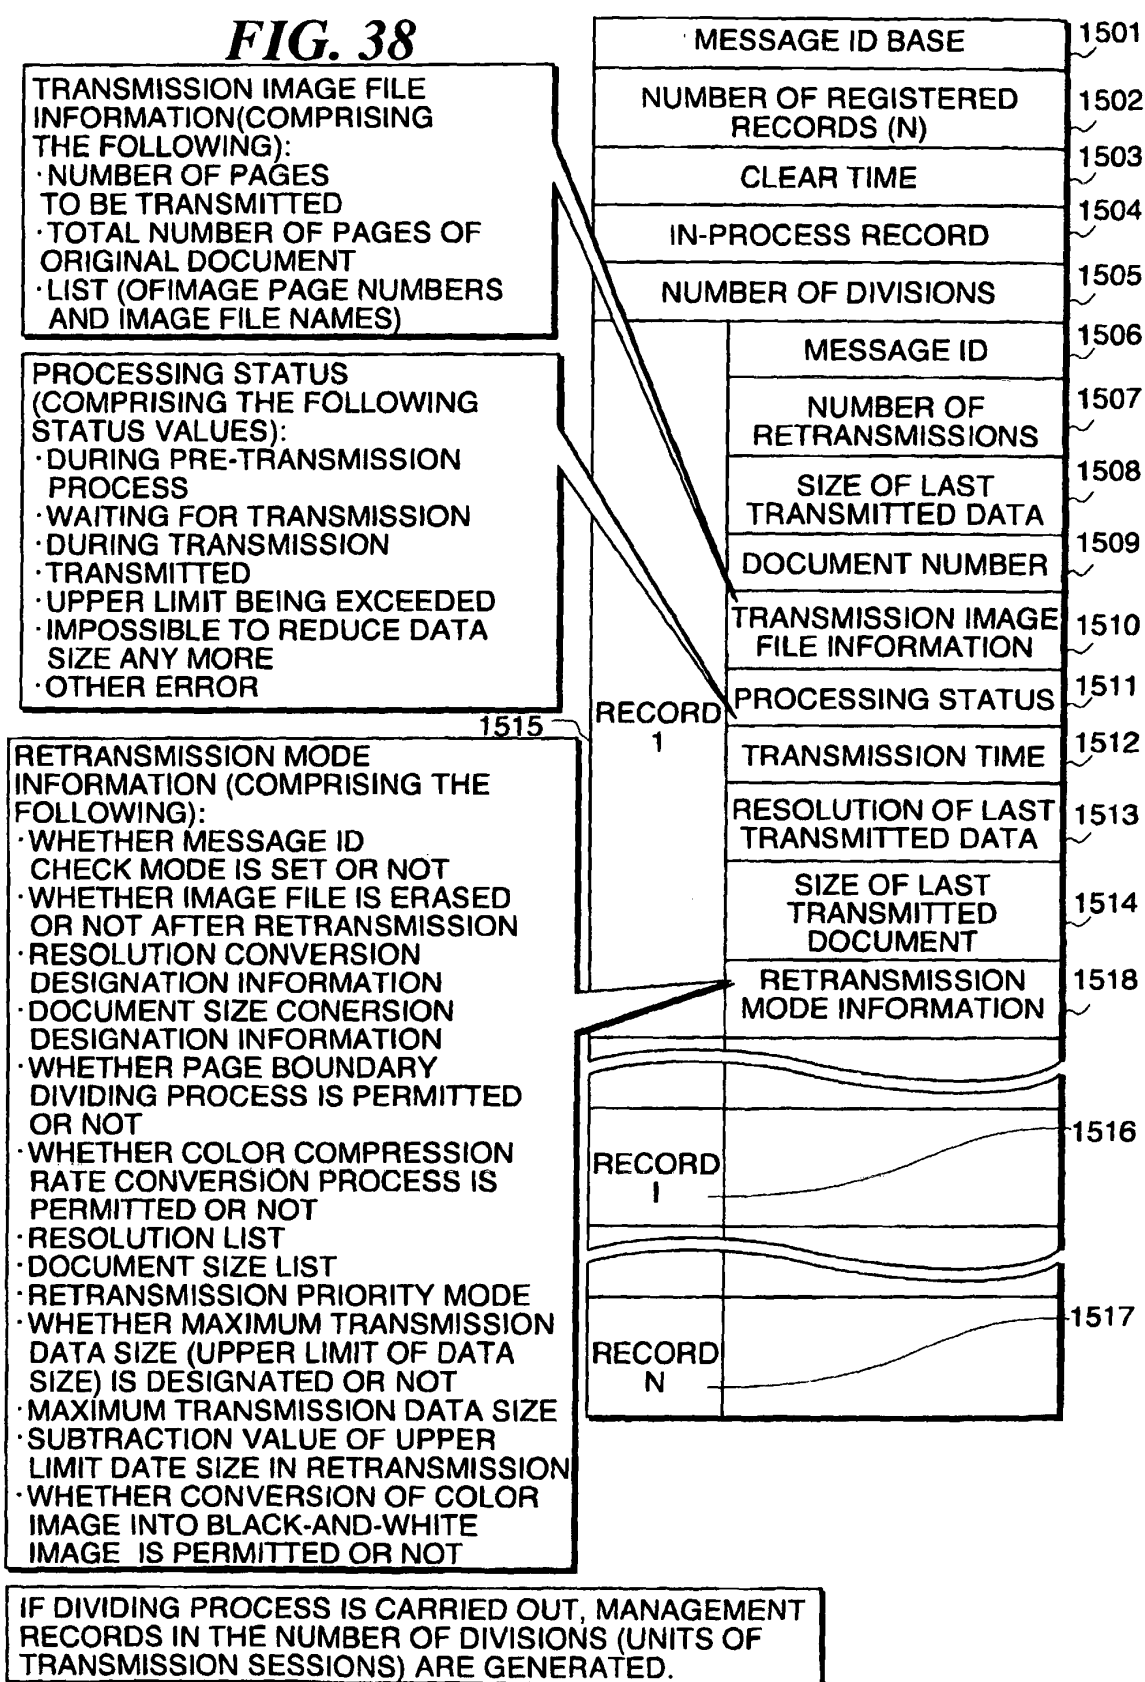 FIG. 38
TRANSMISSION IMAGE FILE
INFORMATION(COMPRISING
THE FOLLOWING):
·NUMBER OF PAGES
TO BE TRANSMITTED
·TOTAL NUMBER OF PAGES OF
ORIGINAL DOCUMENT
·LIST (OFIMAGE PAGE NUMBERS
AND IMAGE FILE NAMES)
PROCESSING STATUS
(COMPRISING THE FOLLOWING
STATUS VALUES):
·DURING PRE-TRANSMISSION
PROCESS
·WAITING FOR TRANSMISSION
·DURING TRANSMISSION
·TRANSMITTED
·UPPER LIMIT BEING EXCEEDED
·IMPOSSIBLE TO REDUCE DATA
SIZE ANY MORE
·OTHER ERROR
1515
RETRANSMISSION MODE
INFORMATION (COMPRISING THE
FOLLOWING):
·WHETHER MESSAGE ID
CHECK MODE IS SET OR NOT
·WHETHER IMAGE FILE IS ERASED
OR NOT AFTER RETRANSMISSION
·RESOLUTION CONVERSION
DESIGNATION INFORMATION
·DOCUMENT SIZE CONERSION
DESIGNATION INFORMATION
·WHETHER PAGE BOUNDARY
DIVIDING PROCESS IS PERMITTED
OR NOT
·WHETHER COLOR COMPRESSION
RATE CONVERSION PROCESS IS
PERMITTED OR NOT
·RESOLUTION LIST
·DOCUMENT SIZE LIST
·RETRANSMISSION PRIORITY MODE
·WHETHER MAXIMUM TRANSMISSION
DATA SIZE (UPPER LIMIT OF DATA
SIZE) IS DESIGNATED OR NOT
·MAXIMUM TRANSMISSION DATA SIZE
·SUBTRACTION VALUE OF UPPER
LIMIT DATE SIZE IN RETRANSMISSION
·WHETHER CONVERSION OF COLOR
IMAGE INTO BLACK-AND-WHITE
IMAGE IS PERMITTED OR NOT
MESSAGE ID BASE
1501
NUMBER OF REGISTERED
RECORDS (N)
1502
CLEAR TIME
1503
IN-PROCESS RECORD
1504
NUMBER OF DIVISIONS
1505
RECORD
1
MESSAGE ID
1506
NUMBER OF
RETRANSMISSIONS
1507
SIZE OF LAST
TRANSMITTED DATA
1508
DOCUMENT NUMBER
1509
TRANSMISSION IMAGE
FILE INFORMATION
1510
PROCESSING STATUS
1511
TRANSMISSION TIME
1512
RESOLUTION OF LAST
TRANSMITTED DATA
1513
SIZE OF LAST
TRANSMITTED
DOCUMENT
1514
RETRANSMISSION
MODE INFORMATION
1518
RECORD
I
1516
RECORD
N
1517
IF DIVIDING PROCESS IS CARRIED OUT, MANAGEMENT
RECORDS IN THE NUMBER OF DIVISIONS (UNITS OF
TRANSMISSION SESSIONS) ARE GENERATED.